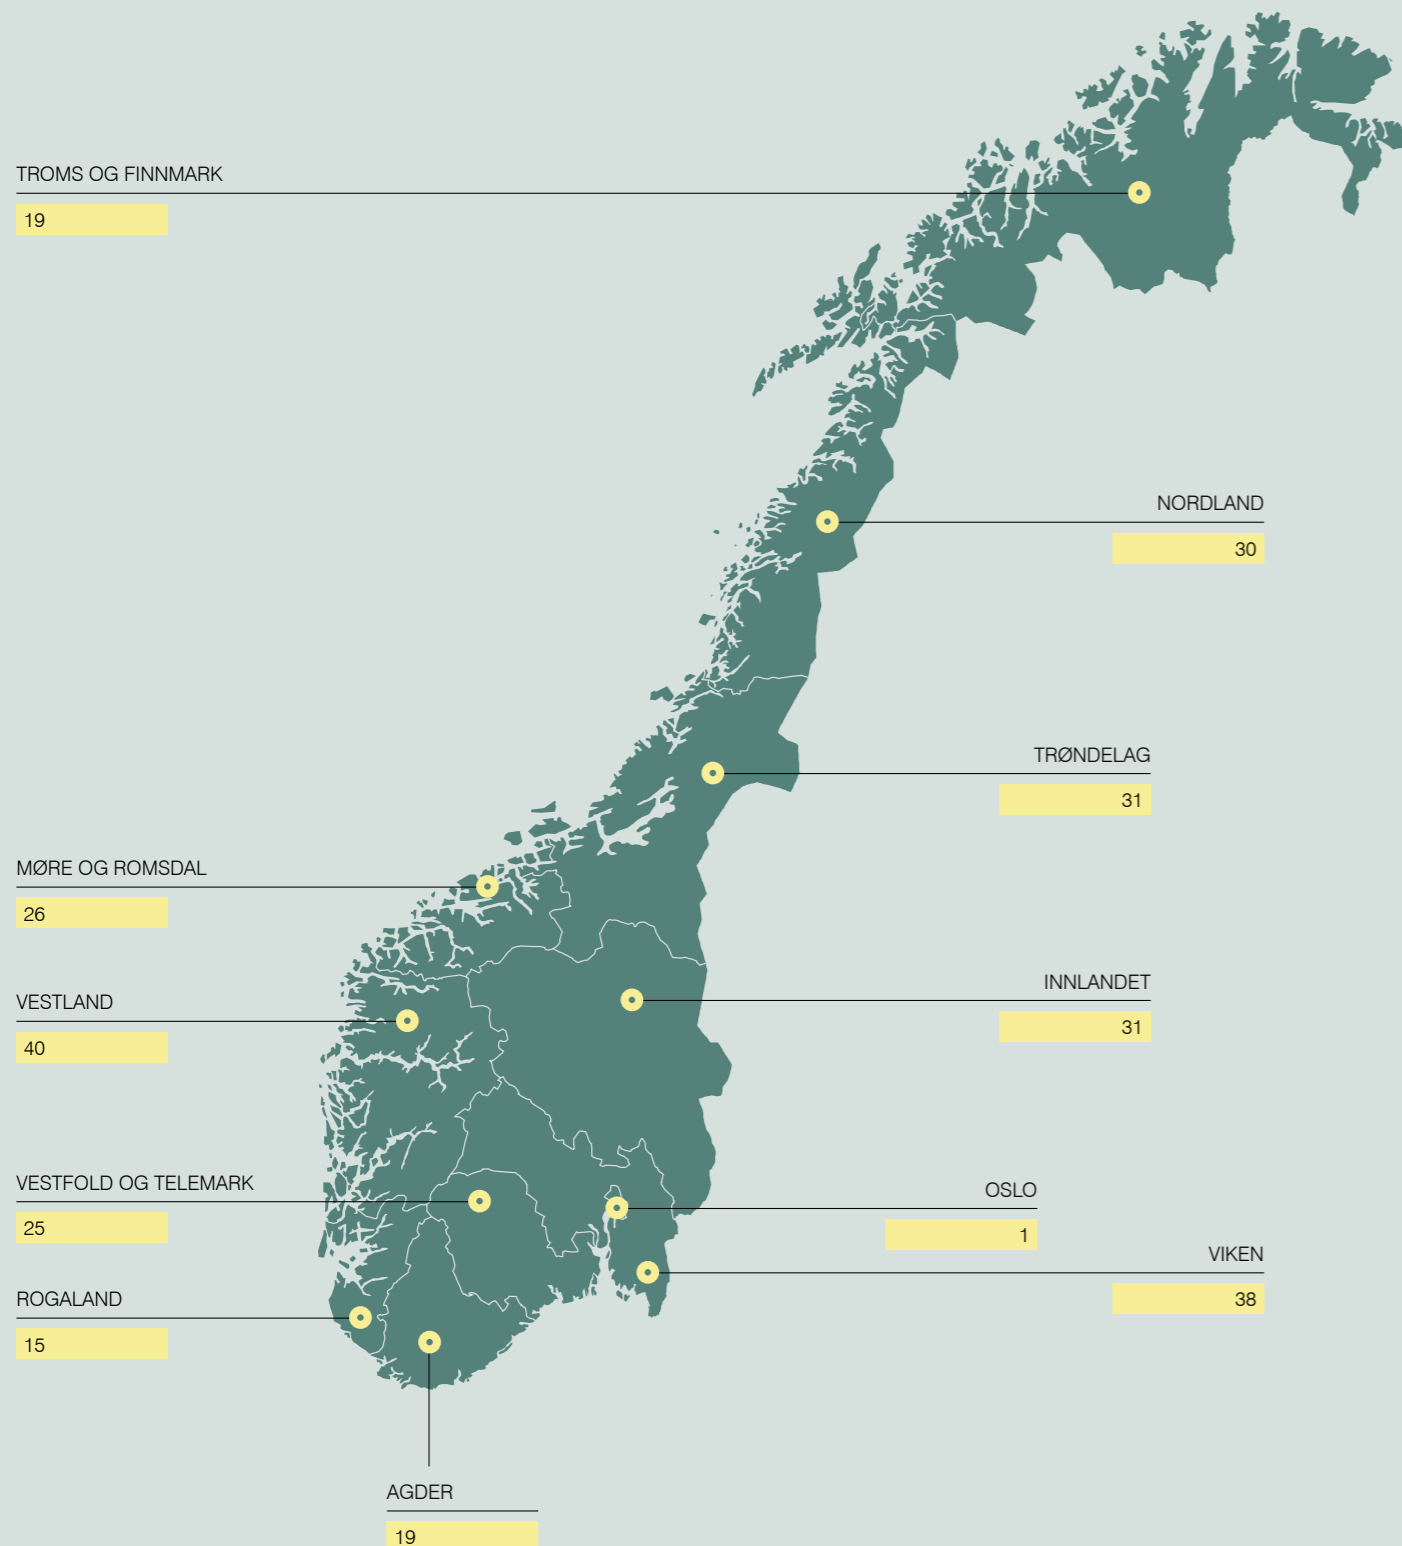 TROMS OG FINNMARK
19
NORDLAND
30
TRØNDELAG
31
MØRE OG ROMSDAL
26
INNLANDET
31
VESTLAND
40
VESTFOLD OG TELEMARK
25
OSLO
1
VIKEN
38
ROGALAND
15
AGDER
19